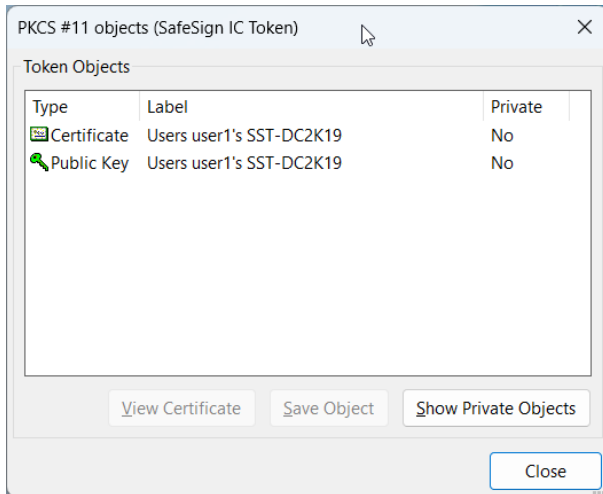 PKCS #11 objects (SafeSign IC Token)
Token Objects
Type Label Private
Certificate Users user1's SST-DC2K19 No
Public Key Users user1's SST-DC2K19 No
View Certificate Save Object Show Private Objects
Close